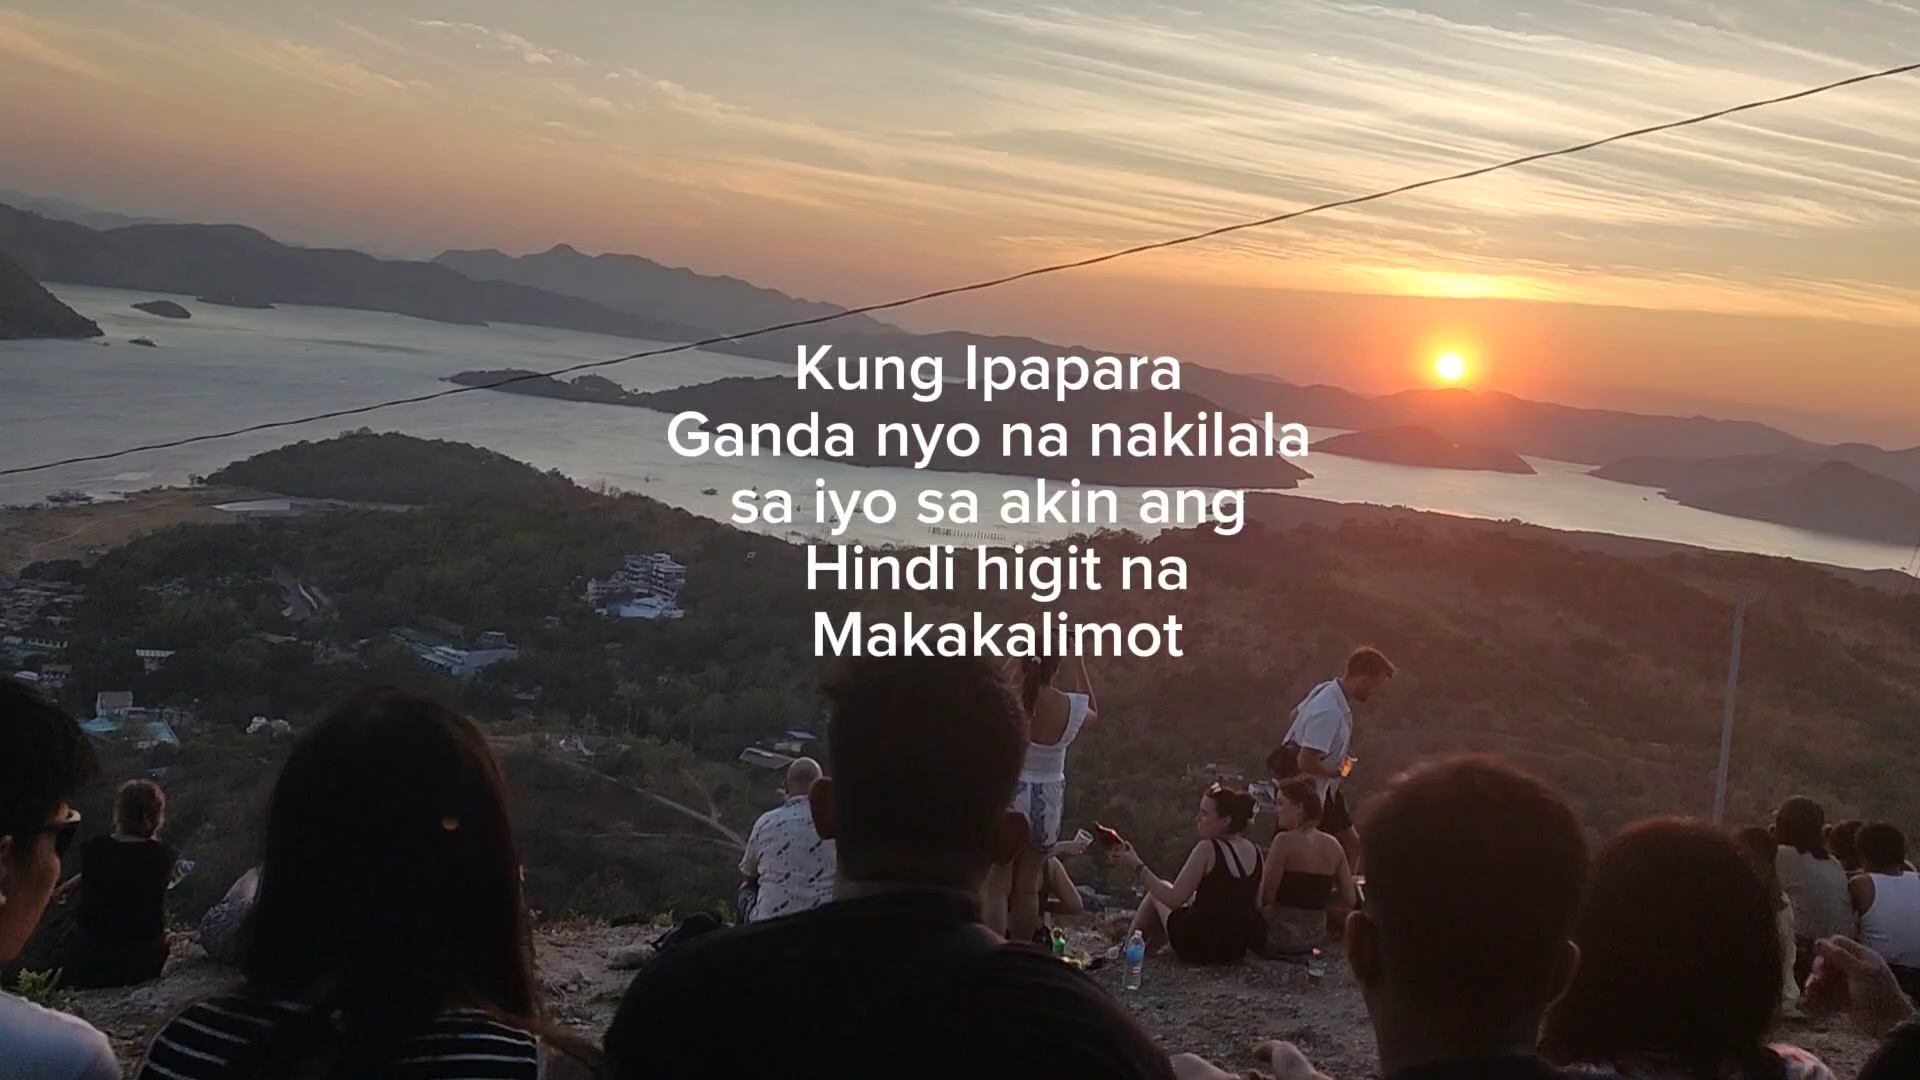 Kung Ipapara
Ganda nyo na nakilala
sa iyo sa akin ang
Hindi higit na
Makakalimot